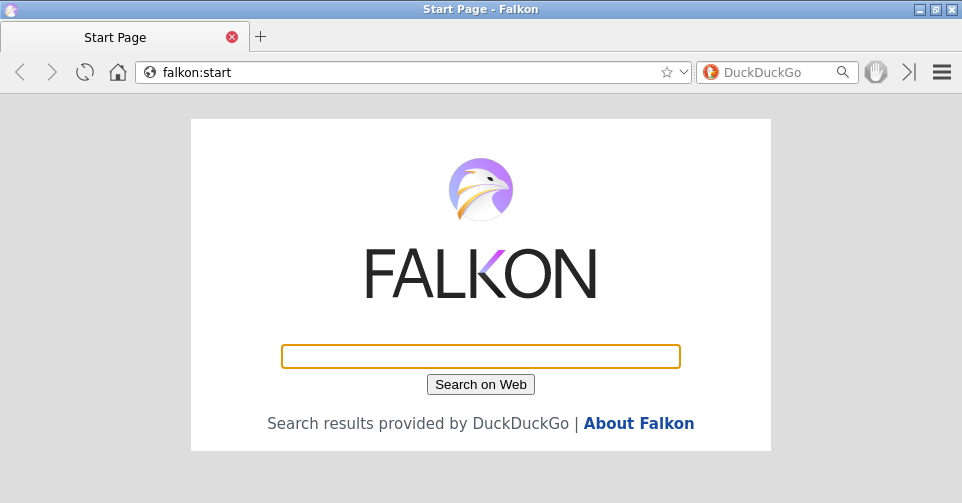 Start Page - Falkon
Start Page
falkon:start
DuckDuckGo
FALKON
Search on Web
Search results provided by DuckDuckGo | About Falkon